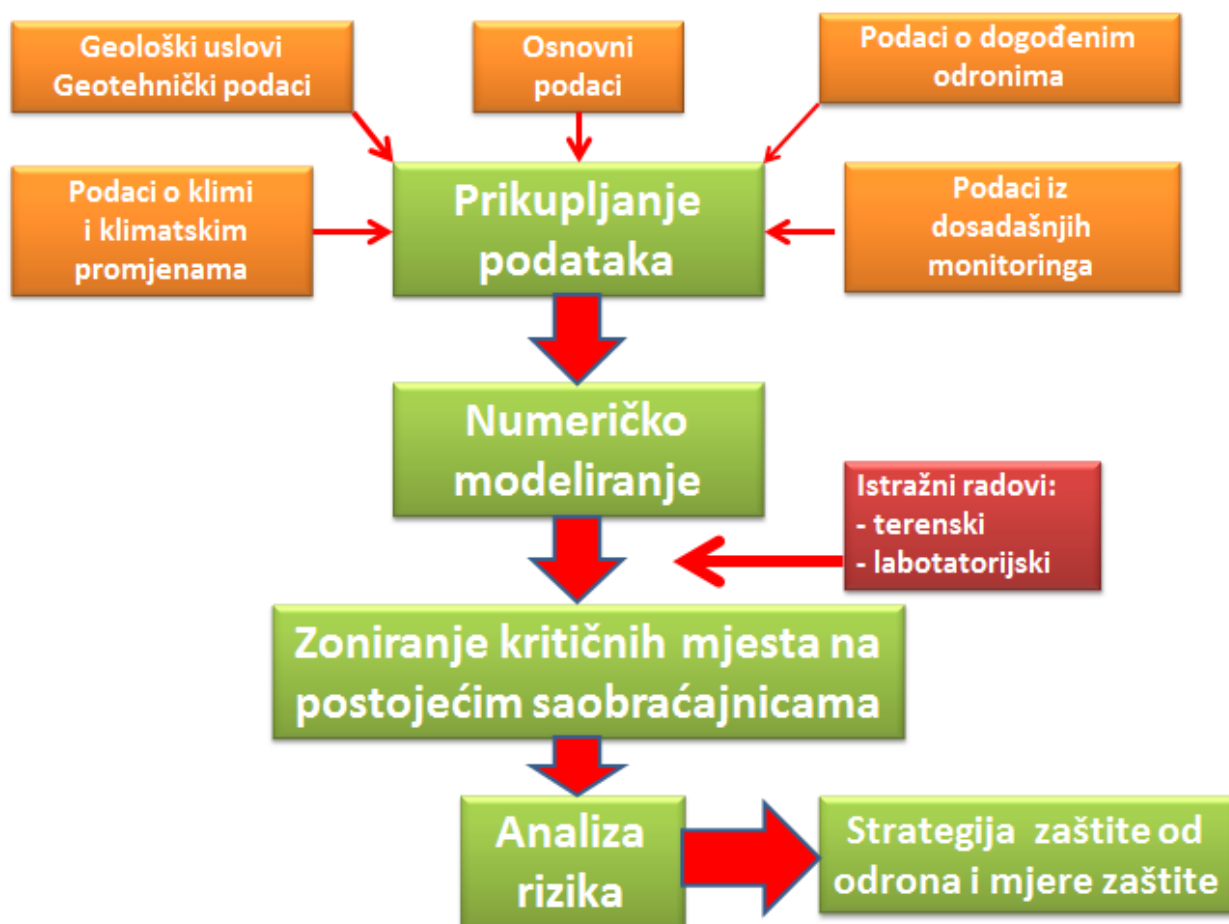 Geološki uslovi
Geotehnički podaci
Osnovni
podaci
Podaci o dogođenim
odronima
Podaci o klimi
i klimatskim
promjenama
Prikupljanje
podataka
Podaci iz
dosadašnjih
monitoringa
Numeričko
modeliranje
Istražni radovi:
- terenski
- labotatorijski
Zoniranje kritičnih mjesta na
postojećim saobraćajnicama
Analiza
rizika
Strategija zaštite od
odrona i mjere zaštite